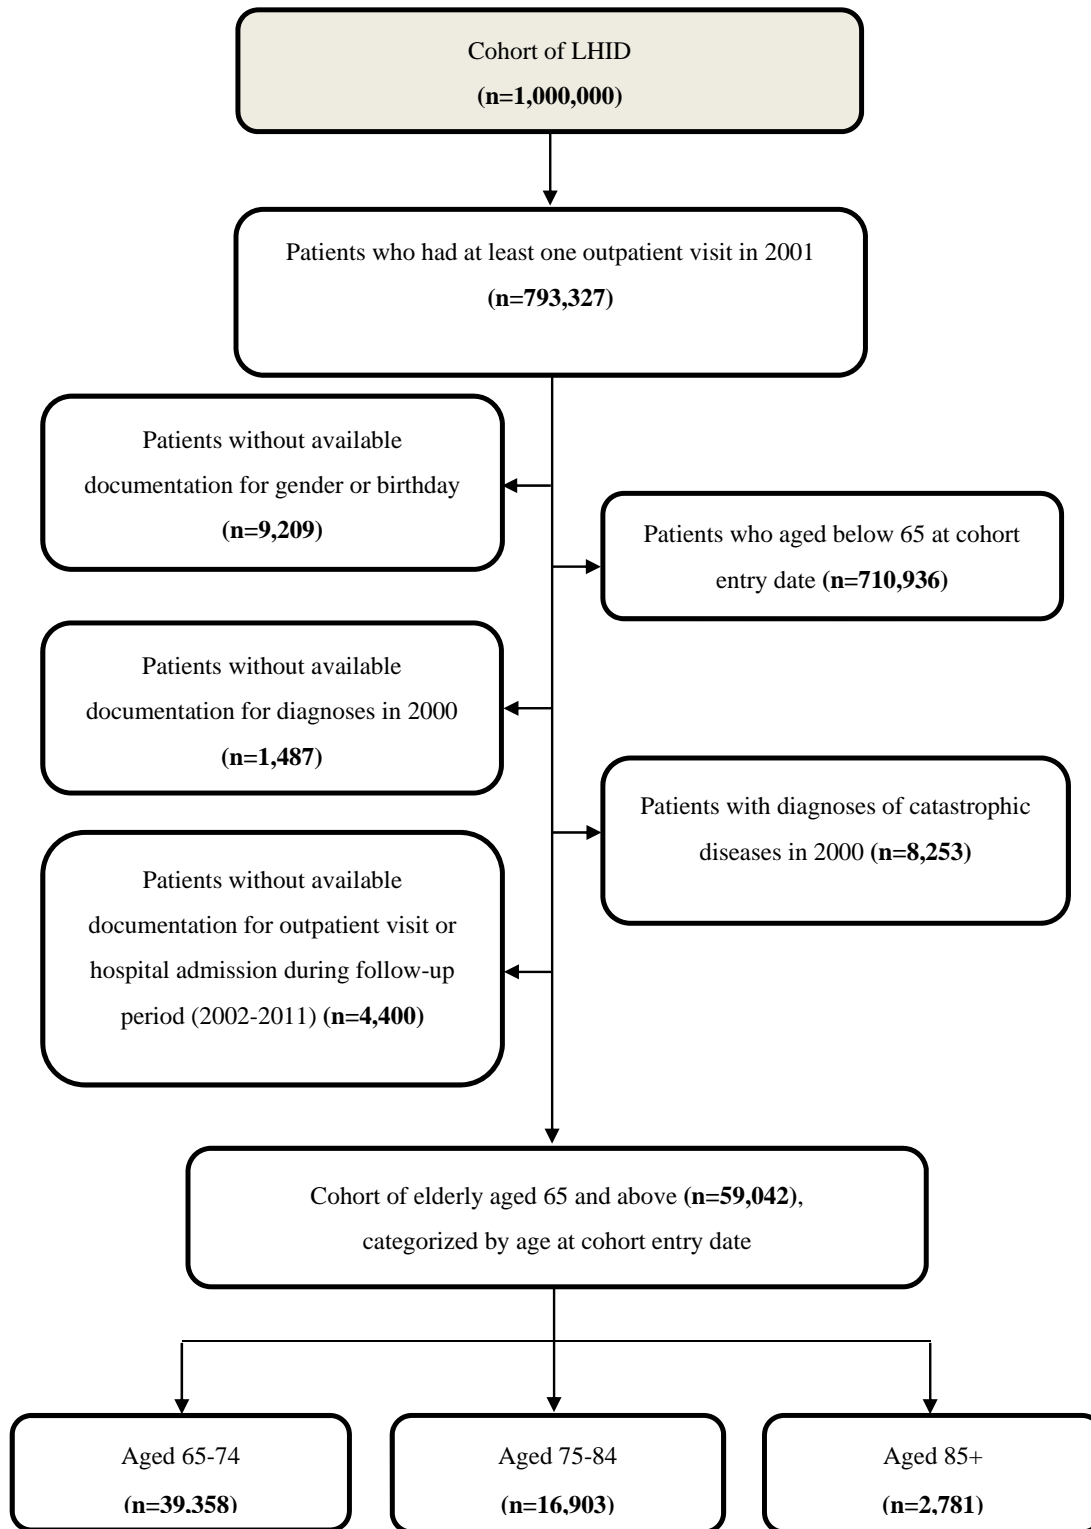 Cohort of LHID
(n=1,000,000)
Patients who had at least one outpatient visit in 2001
(n=793,327)
Patients without available
documentation for gender or birthday
(n=9,209)
Patients who aged below 65 at cohort
entry date (n=710,936)
Patients without available
documentation for diagnoses in 2000
(n=1,487)
Patients with diagnoses of catastrophic
diseases in 2000 (n=8,253)
Patients without available
documentation for outpatient visit or
hospital admission during follow-up
period (2002-2011) (n=4,400)
Cohort of elderly aged 65 and above (n=59,042),
categorized by age at cohort entry date
Aged 65-74
(n=39,358)
Aged 75-84
(n=16,903)
Aged 85+
(n=2,781)